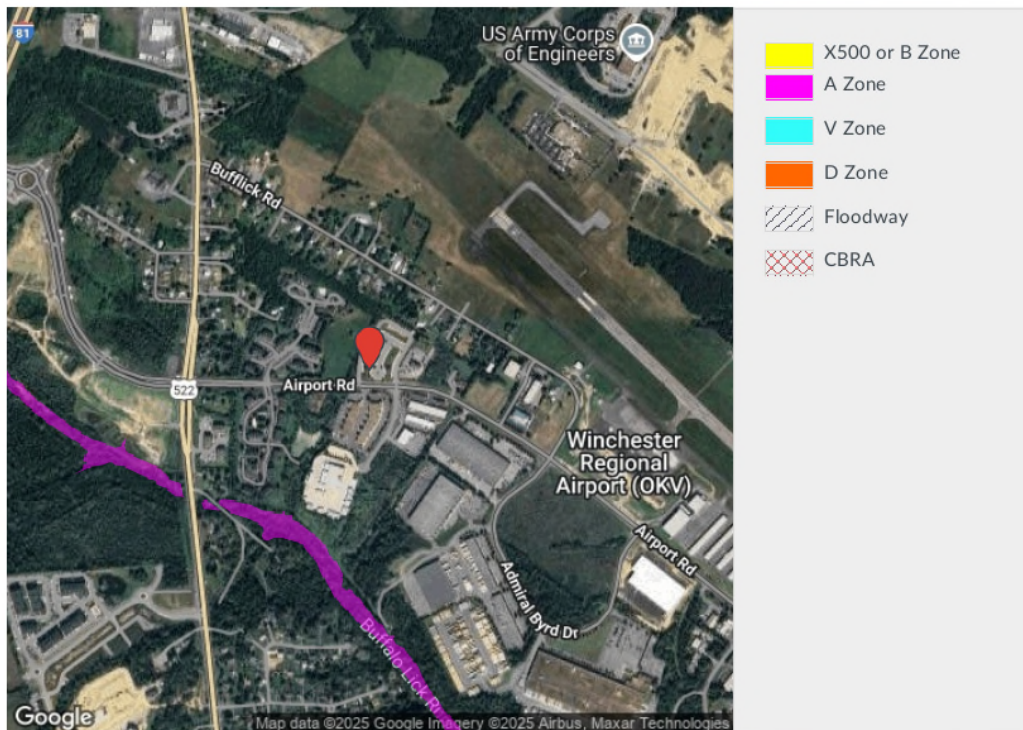 81
US Army Corps
of Engineers
Bufflick Rd
522
Airport Rd
Winchester
Regional
Airport (OKV)
Airport Rd
Admiral Byrd Dr
Buffalo Lick Ru
Google
Map data ©2025 Google Imagery ©2025 Airbus, Maxar Technologies
X500 or B Zone
A Zone
V Zone
D Zone
Floodway
CBRA